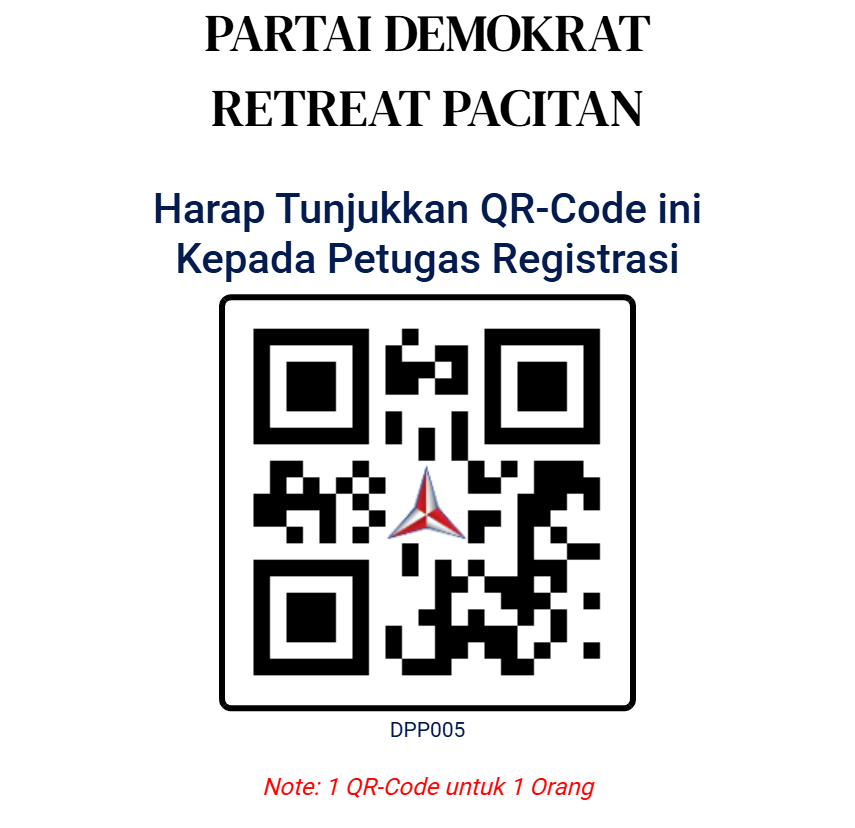 PARTAI DEMOKRAT
RETREAT PACITAN
Harap Tunjukkan QR-Code ini
Kepada Petugas Registrasi
DPP005
Note: 1 QR-Code untuk 1 Orang